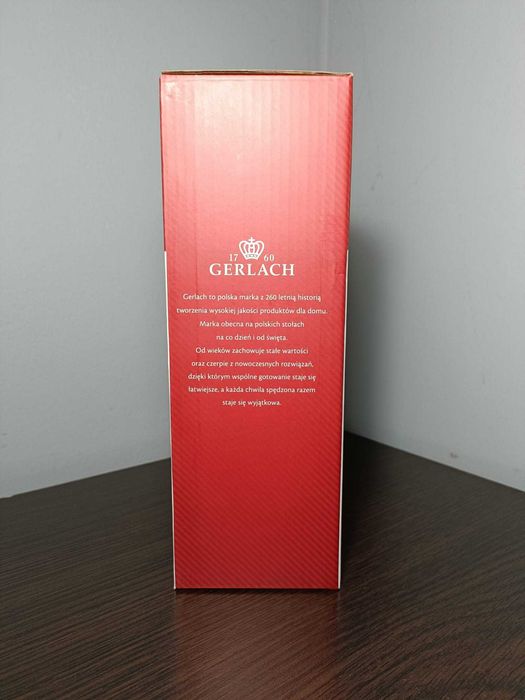 17 60
GERLACH
Gerlach to polska marka z 260 letnią historią
tworzenia wysokiej jakości produktów dla domu.
Marka obecna na polskich stołach
na co dzień i od święta.
Od wieków zachowuje stałe wartości
oraz czerpie z nowoczesnych rozwiązań,
dzięki którym wspólne gotowanie staje się
łatwiejsze, a każda chwila spędzona razem
staje się wyjątkowa.